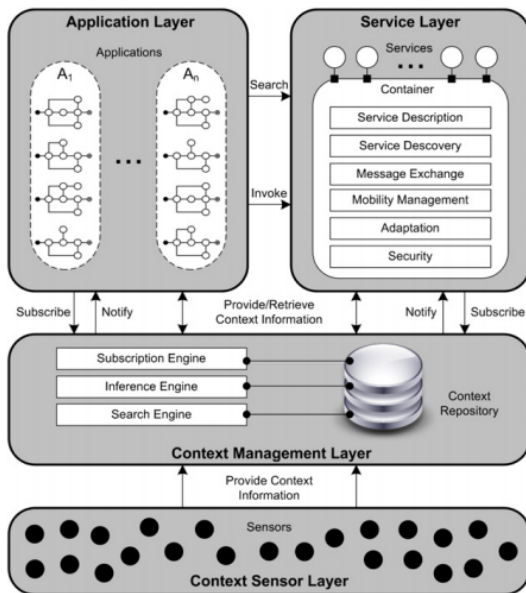 Application Layer
Applications
A1
An
...
Search
Invoke
Service Layer
Services
...
Container
Service Description
Service Descovery
Message Exchange
Mobility Management
Adaptation
Security
Subscribe
Notify
Provide/Retrieve
Context Information
Notify
Subscribe
Subscription Engine
Inference Engine
Search Engine
Context
Repository
Context Management Layer
Provide Context
Information
Sensors
Context Sensor Layer